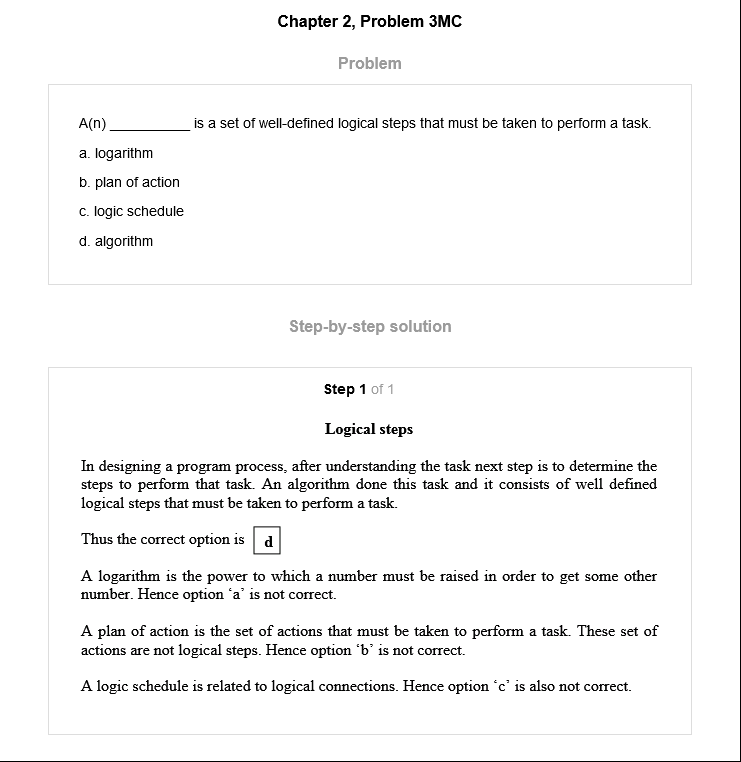 Chapter 2, Problem 3MC
Problem
A(n) __________ is a set of well-defined logical steps that must be taken to perform a task.
a. logarithm
b. plan of action
c. logic schedule
d. algorithm
Step-by-step solution
Step 1 of 1
Logical steps
In designing a program process, after understanding the task next step is to determine the
steps to perform that task. An algorithm done this task and it consists of well defined
logical steps that must be taken to perform a task.
Thus the correct option is d
A logarithm is the power to which a number must be raised in order to get some other
number. Hence option ‘a’ is not correct.
A plan of action is the set of actions that must be taken to perform a task. These set of
actions are not logical steps. Hence option ‘b’ is not correct.
A logic schedule is related to logical connections. Hence option ‘c’ is also not correct.